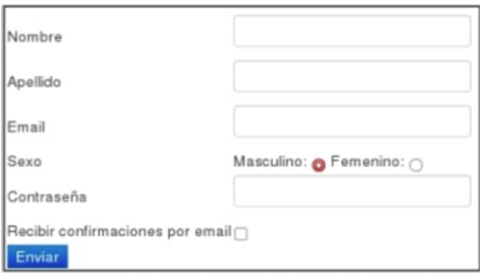 Nombre
Apellido
Email
Sexo Masculino: Femenino:
Contraseña
Recibir confirmaciones por email
Enviar